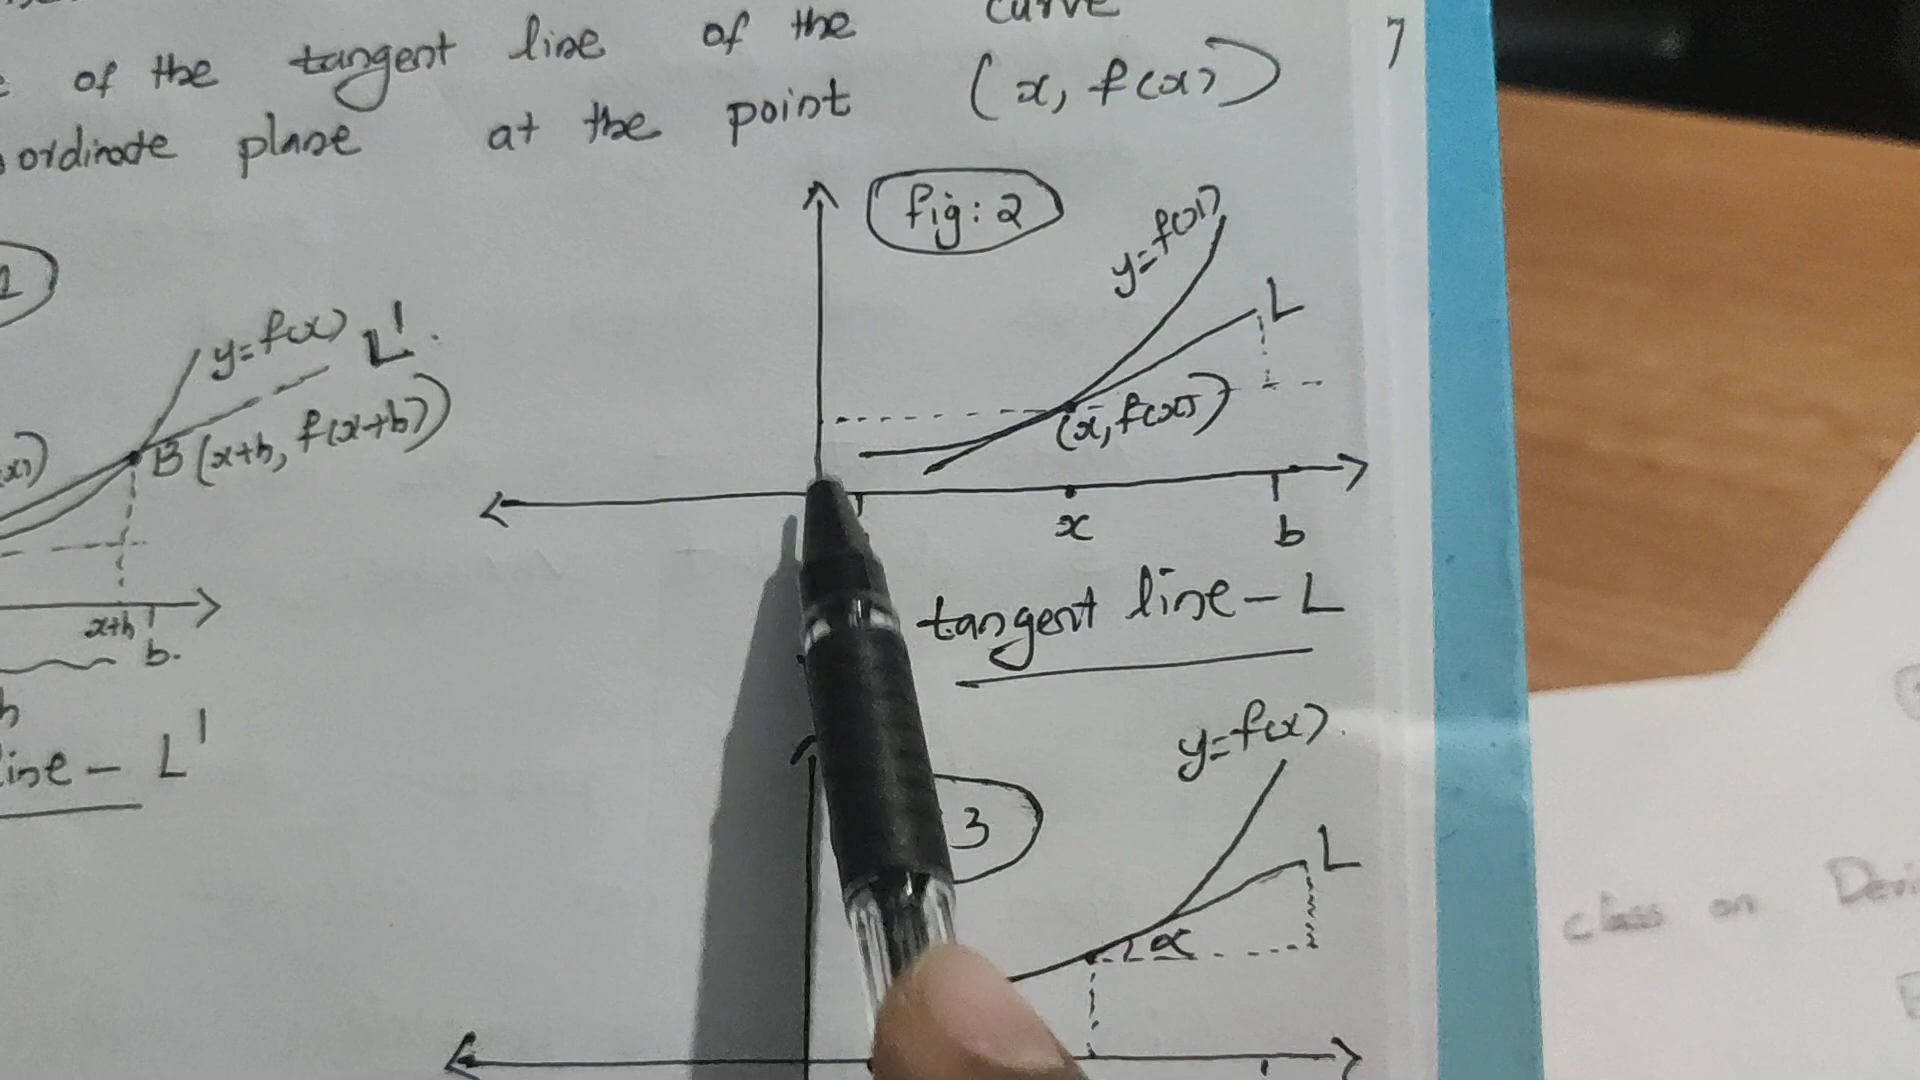 curve 7
of the tangent line of the
ordinate plane at the point (x, f(x))
fig: 2
1
y=f(x)
L
y=f(x) L'.
B (x+h, f(x+h))
(x, f(x))
x b
x+h
b.
tangent line - L
h
line - L'
y=f(x).
3
L
α
class on